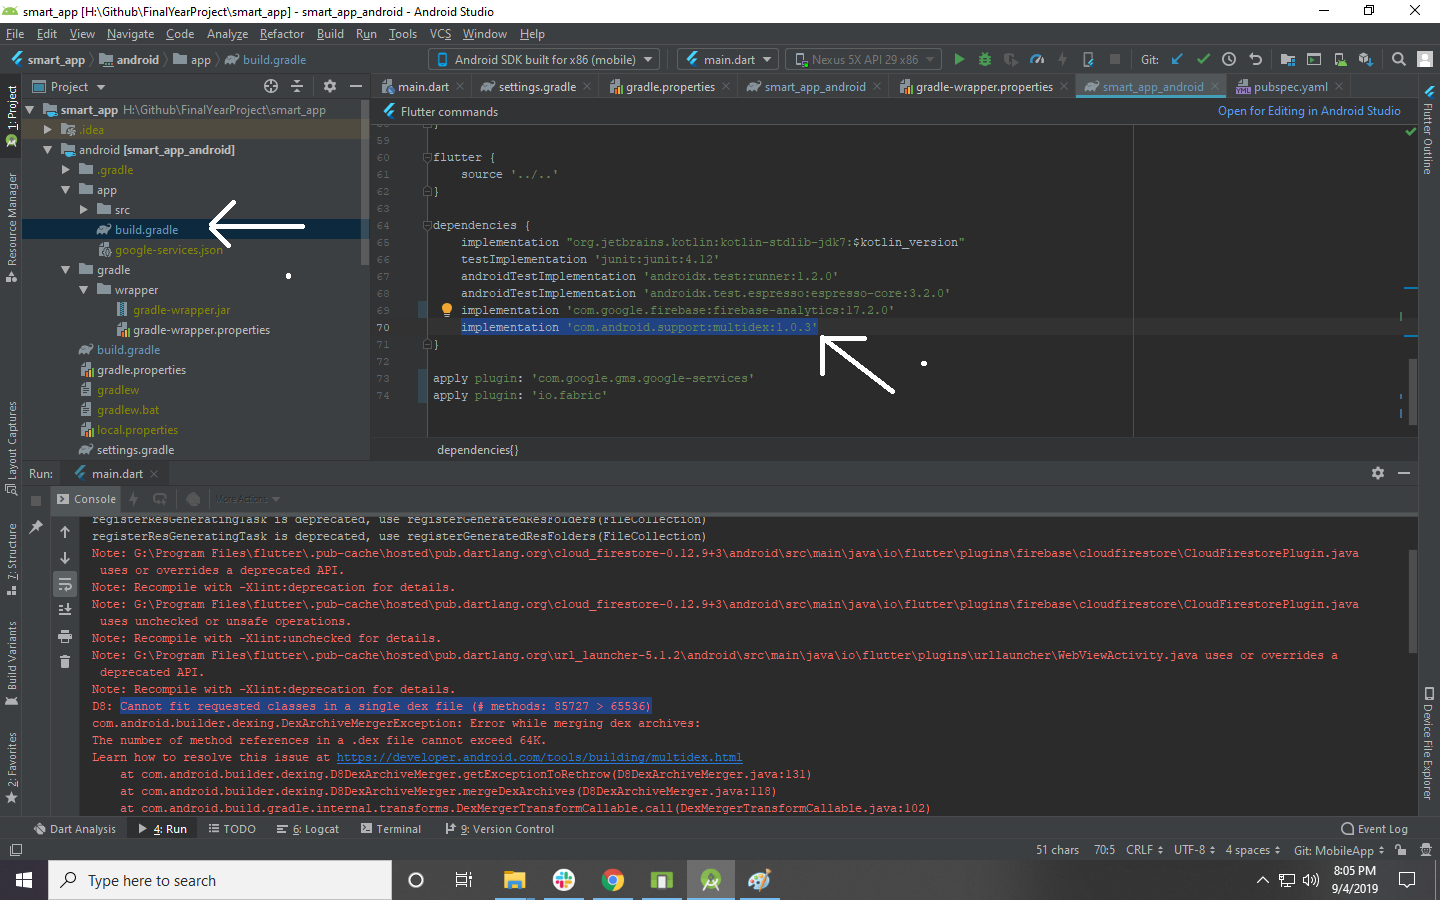 smart_app [H:\Github\FinalYearProject\smart_app] - smart_app_android - Android Studio
File Edit View Navigate Code Analyze Refactor Build Run Tools VCS Window Help
smart_app android app build.gradle Android SDK built for x86 (mobile) main.dart Nexus 5X API 29 x86 Git:
Project main.dart settings.gradle gradle.properties smart_app_android gradle-wrapper.properties smart_app_android pubspec.yaml
1: Project
Resource Manager
Layout Captures
7: Structure
Build Variants
2: Favorites
smart_app H:\Github\FinalYearProject\smart_app
.idea
android [smart_app_android]
.gradle
app
src
build.gradle
google-services.json
gradle
wrapper
gradle-wrapper.jar
gradle-wrapper.properties
build.gradle
gradle.properties
gradlew
gradlew.bat
local.properties
settings.gradle
Flutter commands Open for Editing in Android Studio
59
60 flutter {
61 source '../..'
62 }
63
64 dependencies {
65 implementation "org.jetbrains.kotlin:kotlin-stdlib-jdk7:$kotlin_version"
66 testImplementation 'junit:junit:4.12'
67 androidTestImplementation 'androidx.test:runner:1.2.0'
68 androidTestImplementation 'androidx.test.espresso:espresso-core:3.2.0'
69 implementation 'com.google.firebase:firebase-analytics:17.2.0'
70 implementation 'com.android.support:multidex:1.0.3'
71 }
72
73 apply plugin: 'com.google.gms.google-services'
74 apply plugin: 'io.fabric'
dependencies{}
Flutter Outline
Device File Explorer
Run: main.dart
Console More Actions
registerResGeneratingTask is deprecated, use registerGeneratedResFolders(FileCollection)
registerResGeneratingTask is deprecated, use registerGeneratedResFolders(FileCollection)
Note: G:\Program Files\flutter\.pub-cache\hosted\pub.dartlang.org\cloud_firestore-0.12.9+3\android\src\main\java\io\flutter\plugins\firebase\cloudfirestore\CloudFirestorePlugin.java
uses or overrides a deprecated API.
Note: Recompile with -Xlint:deprecation for details.
Note: G:\Program Files\flutter\.pub-cache\hosted\pub.dartlang.org\cloud_firestore-0.12.9+3\android\src\main\java\io\flutter\plugins\firebase\cloudfirestore\CloudFirestorePlugin.java
uses unchecked or unsafe operations.
Note: Recompile with -Xlint:unchecked for details.
Note: G:\Program Files\flutter\.pub-cache\hosted\pub.dartlang.org\url_launcher-5.1.2\android\src\main\java\io\flutter\plugins\urllauncher\WebViewActivity.java uses or overrides a
deprecated API.
Note: Recompile with -Xlint:deprecation for details.
D8: Cannot fit requested classes in a single dex file (# methods: 85727 > 65536)
com.android.builder.dexing.DexArchiveMergerException: Error while merging dex archives:
The number of method references in a .dex file cannot exceed 64K.
Learn how to resolve this issue at https://developer.android.com/tools/building/multidex.html
at com.android.builder.dexing.D8DexArchiveMerger.getExceptionToRethrow(D8DexArchiveMerger.java:131)
at com.android.builder.dexing.D8DexArchiveMerger.mergeDexArchives(D8DexArchiveMerger.java:118)
at com.android.build.gradle.internal.transforms.DexMergerTransformCallable.call(DexMergerTransformCallable.java:102)
Dart Analysis 4: Run TODO 6: Logcat Terminal 9: Version Control Event Log
51 chars 70:5 CRLF UTF-8 4 spaces Git: MobileApp
Type here to search
8:05 PM
9/4/2019